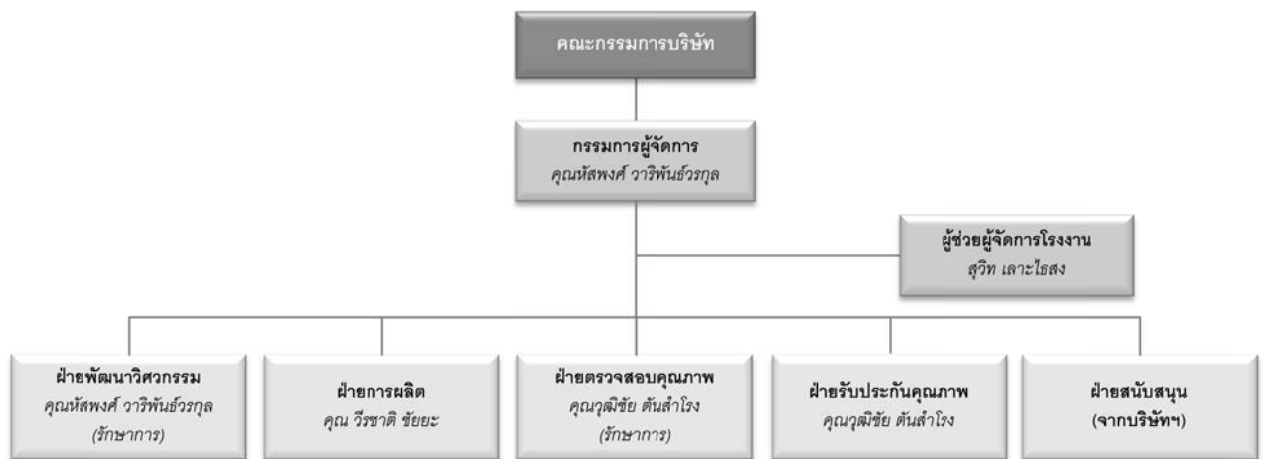 คณะกรรมการบริษัท
กรรมการผู้จัดการ
คุณหัสพงศ์ วาริพันธ์วรกุล
ผู้ช่วยผู้จัดการโรงงาน
สุวิท เลาะไธสง
ฝ่ายพัฒนาวิศวกรรม
คุณหัสพงศ์ วาริพันธ์วรกุล
(รักษาการ)
ฝ่ายการผลิต
คุณ วีรชาติ ชัยยะ
ฝ่ายตรวจสอบคุณภาพ
คุณวุฒิชัย ตันสำโรง
(รักษาการ)
ฝ่ายรับประกันคุณภาพ
คุณวุฒิชัย ตันสำโรง
ฝ่ายสนับสนุน
(จากบริษัทฯ)